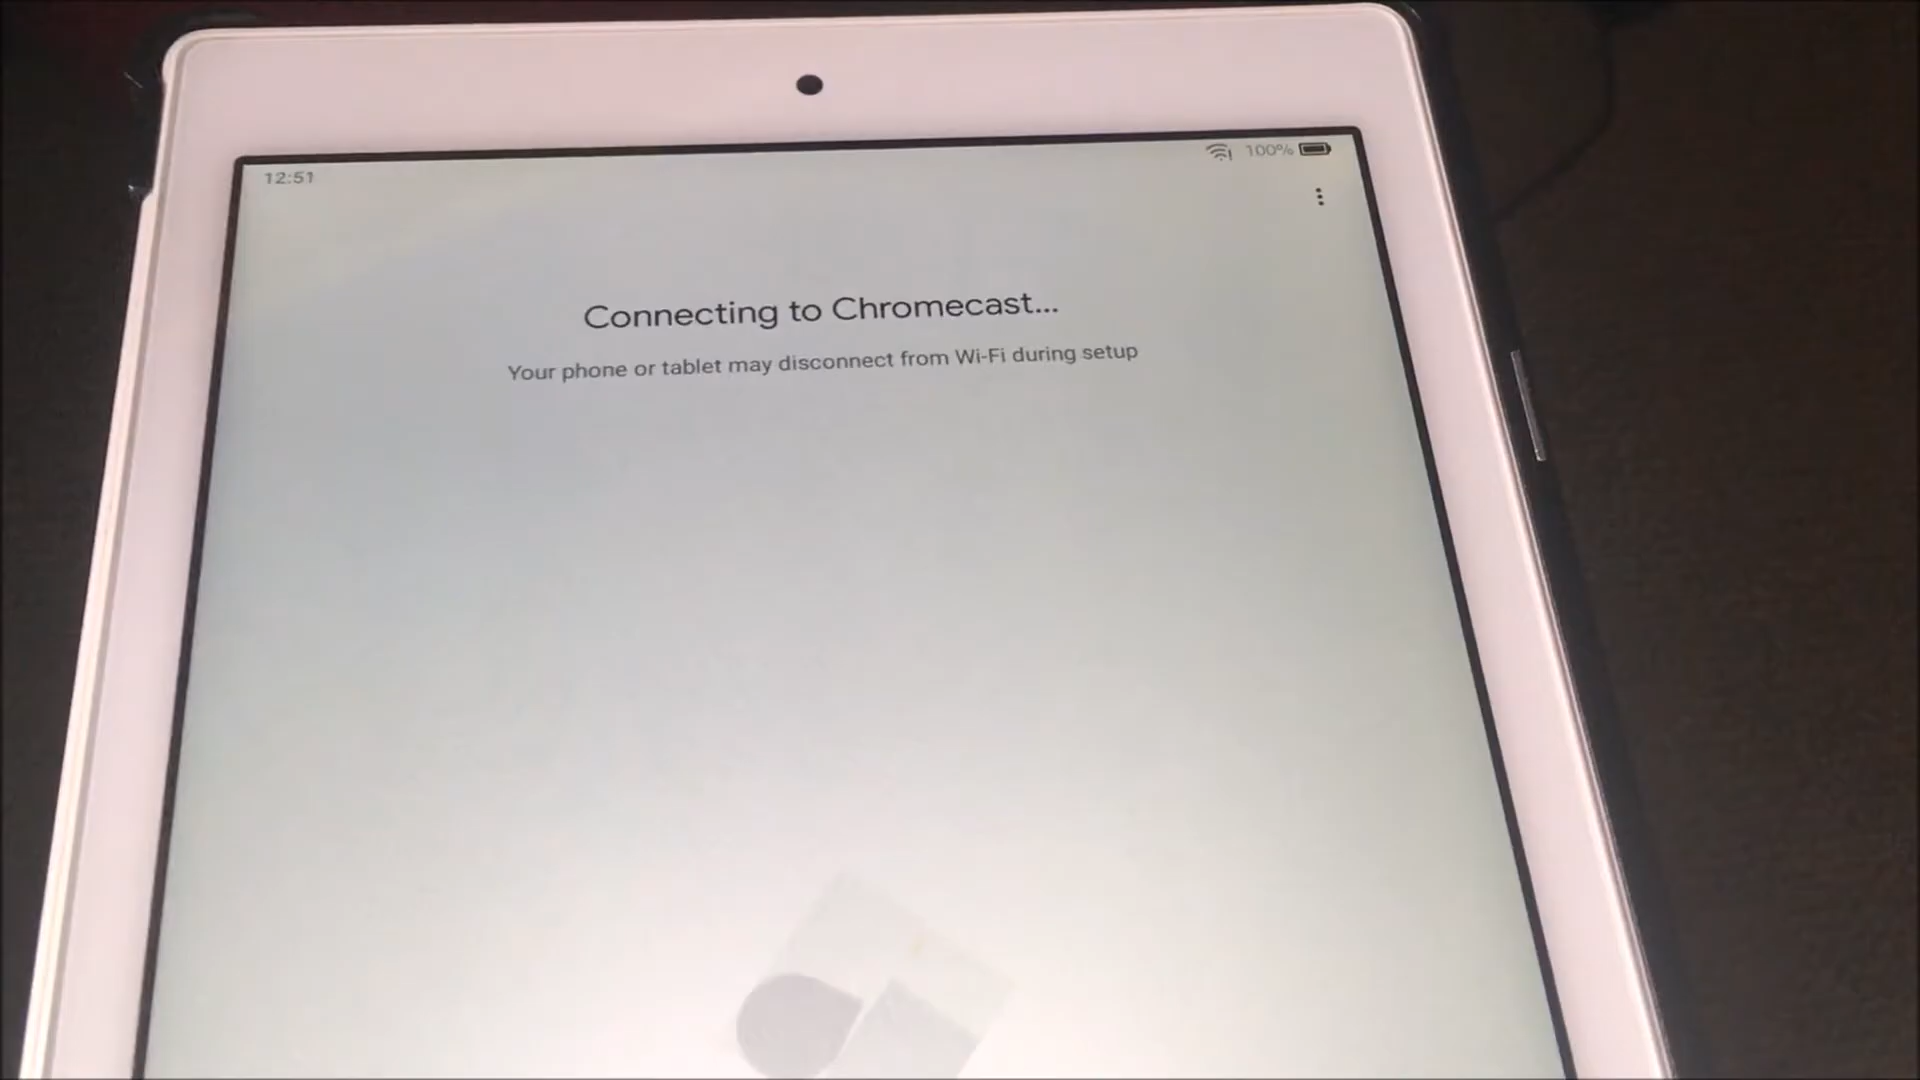 12:51
100%
Connecting to Chromecast...
Your phone or tablet may disconnect from Wi-Fi during setup